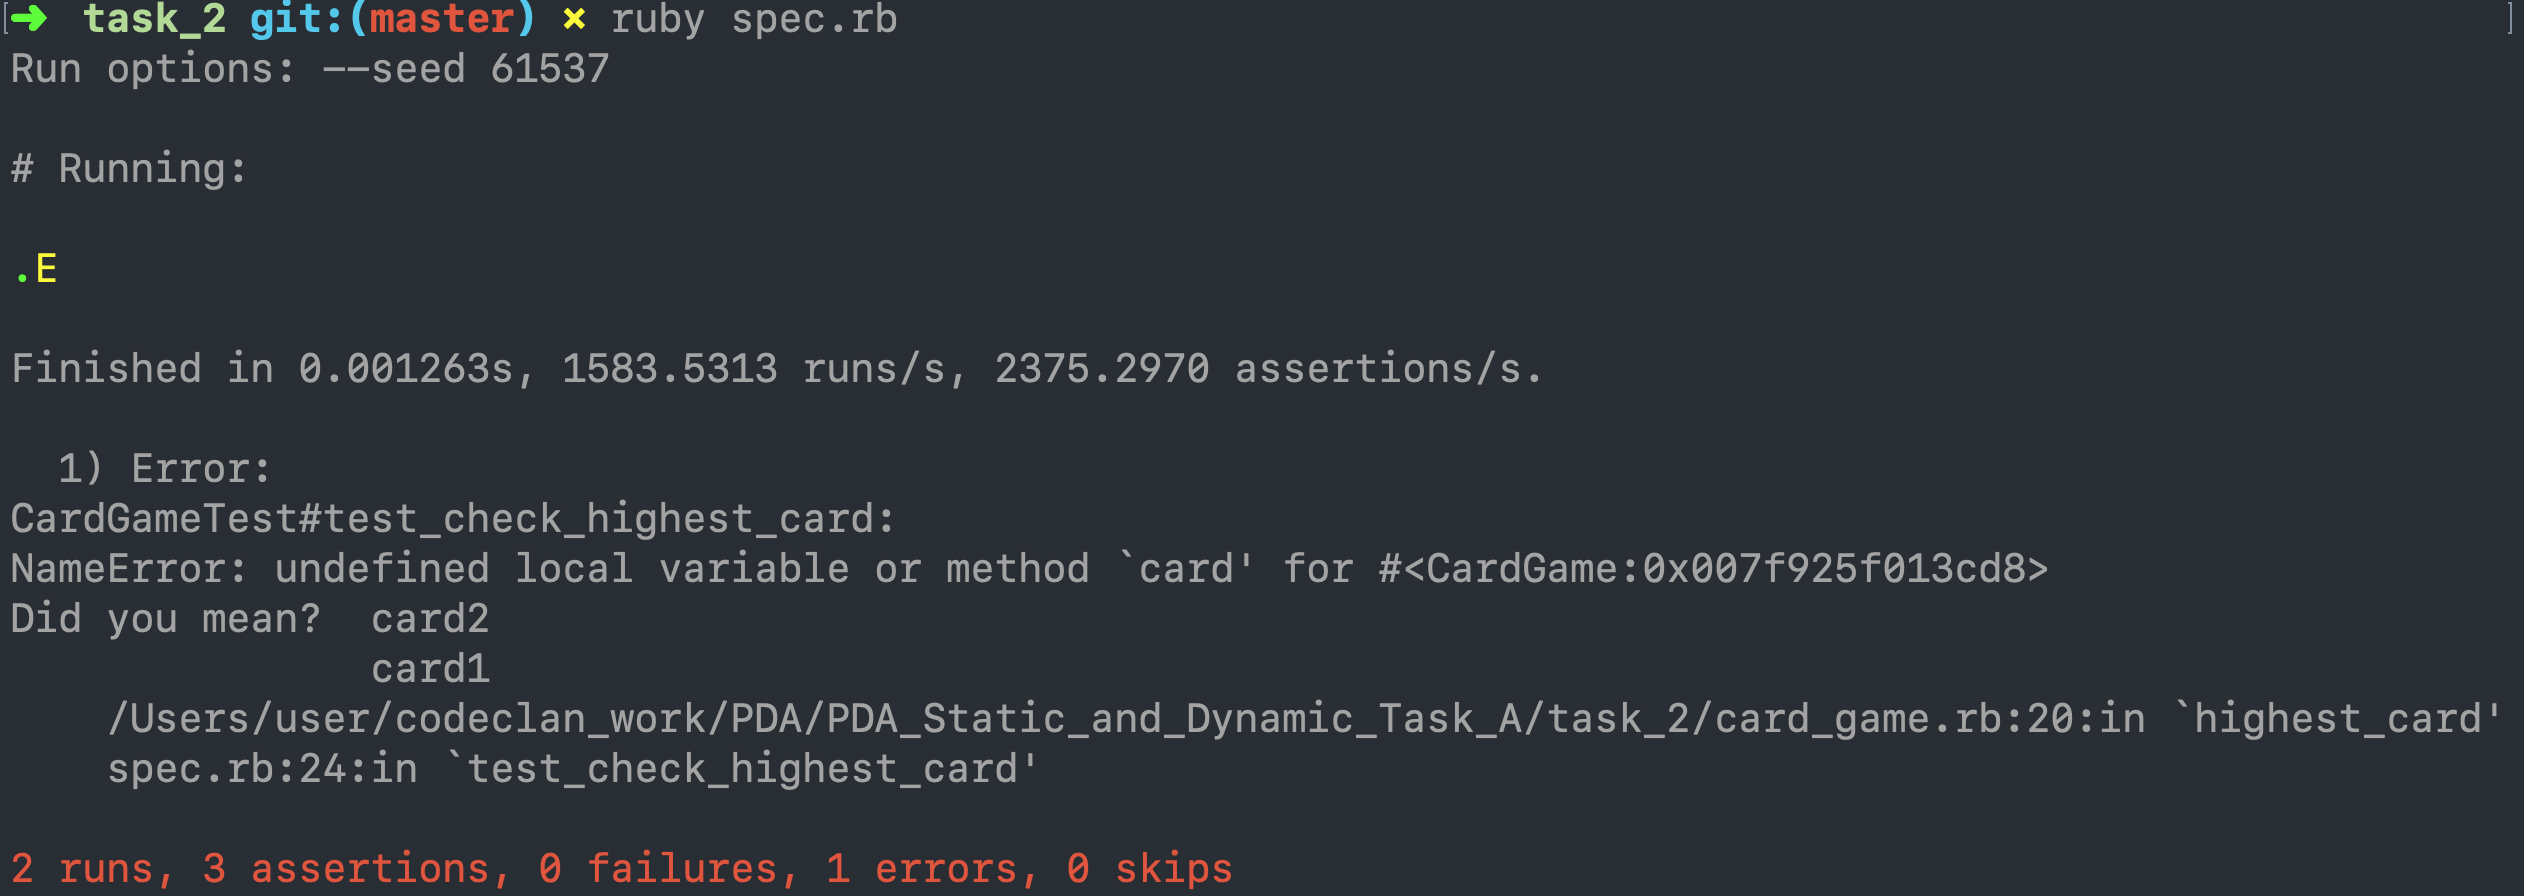 [➜  task_2 git:(master) ✗ ruby spec.rb ]
Run options: --seed 61537
# Running:
.E
Finished in 0.001263s, 1583.5313 runs/s, 2375.2970 assertions/s.
  1) Error:
CardGameTest#test_check_highest_card:
NameError: undefined local variable or method `card' for #<CardGame:0x007f925f013cd8>
Did you mean?  card2
               card1
    /Users/user/codeclan_work/PDA/PDA_Static_and_Dynamic_Task_A/task_2/card_game.rb:20:in `highest_card'
    spec.rb:24:in `test_check_highest_card'
2 runs, 3 assertions, 0 failures, 1 errors, 0 skips